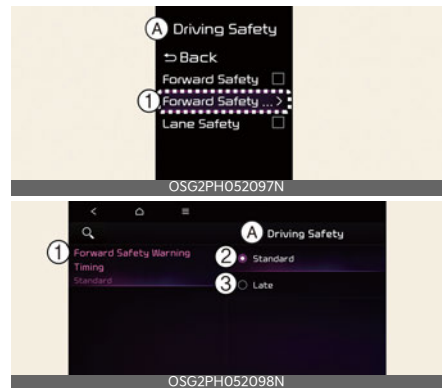 A Driving Safety
Back
Forward Safety
1 Forward Safety ... >
Lane Safety
OSG2PH052097N
A Driving Safety
1 Forward Safety Warning
Timing
Standard
2 Standard
3 Late
OSG2PH052098N